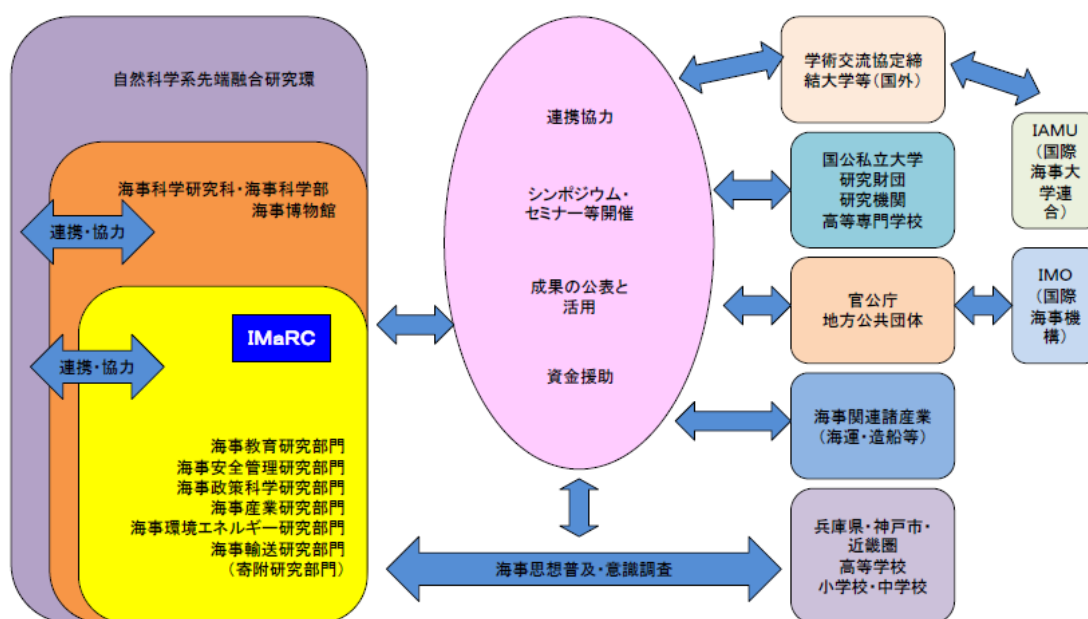 自然科学系先端融合研究環
海事科学研究科・海事科学部
海事博物館
連携・協力
IMaRC
連携・協力
海事教育研究部門
海事安全管理研究部門
海事政策科学研究部門
海事産業研究部門
海事環境エネルギー研究部門
海事輸送研究部門
（寄附研究部門）
連携協力
シンポジウム・
セミナー等開催
成果の公表と
活用
資金援助
海事思想普及・意識調査
学術交流協定締
結大学等（国外）
国公私立大学
研究財団
研究機関
高等専門学校
官公庁
地方公共団体
海事関連諸産業
（海運・造船等）
兵庫県・神戸市・
近畿圏
高等学校
小学校・中学校
IAMU
（国際
海事大
学連
合）
IMO
（国際
海事機
構）